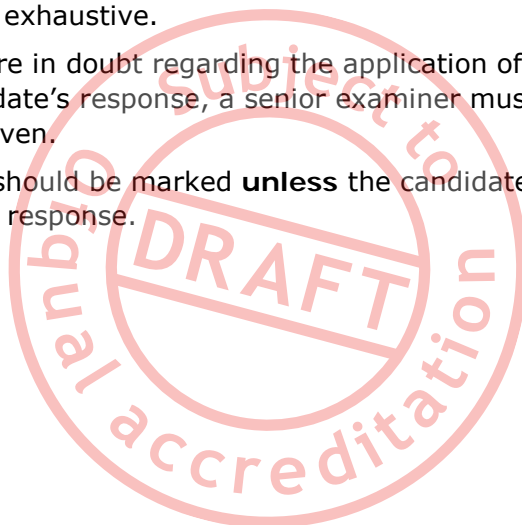 exhaustive.
re in doubt regarding the application of
date's response, a senior examiner mus
ven.
should be marked unless the candidate
response.
Subject to
DRAFT
Ofqual accreditation